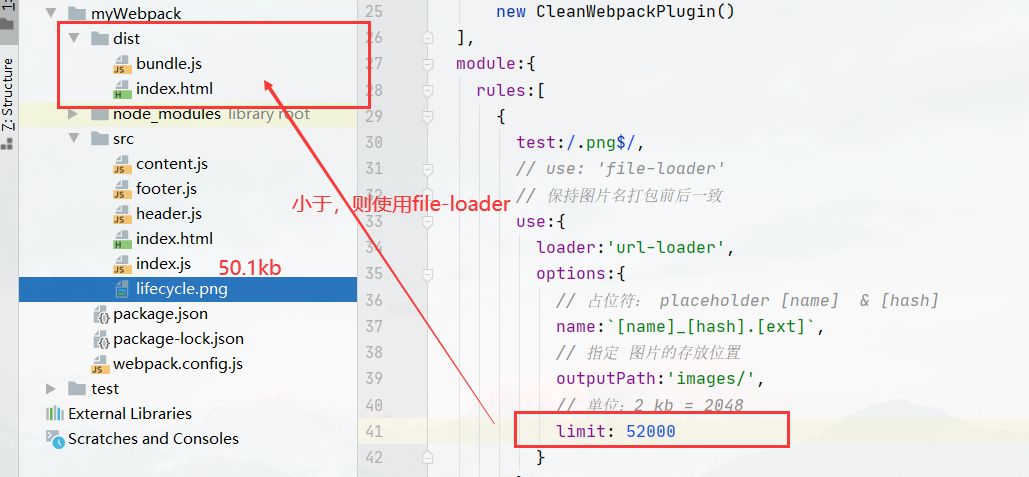 1:
Z: Structure
myWebpack
dist
bundle.js
index.html
node_modules library root
src
content.js
footer.js
header.js
index.html
index.js
50.1kb
lifecycle.png
package.json
package-lock.json
webpack.config.js
test
External Libraries
Scratches and Consoles
小于，则使用file-loader
25 new CleanWebpackPlugin()
26 ],
27 module:{
28 rules:[
29 {
30 test:/.png$/,
31 // use: 'file-loader'
32 // 保持图片名打包前后一致
33 use:{
34 loader:'url-loader',
35 options:{
36 // 占位符： placeholder [name] & [hash]
37 name:`[name]_[hash].[ext]`,
38 // 指定 图片的存放位置
39 outputPath:'images/',
40 // 单位：2 kb = 2048
41 limit: 52000
42 }